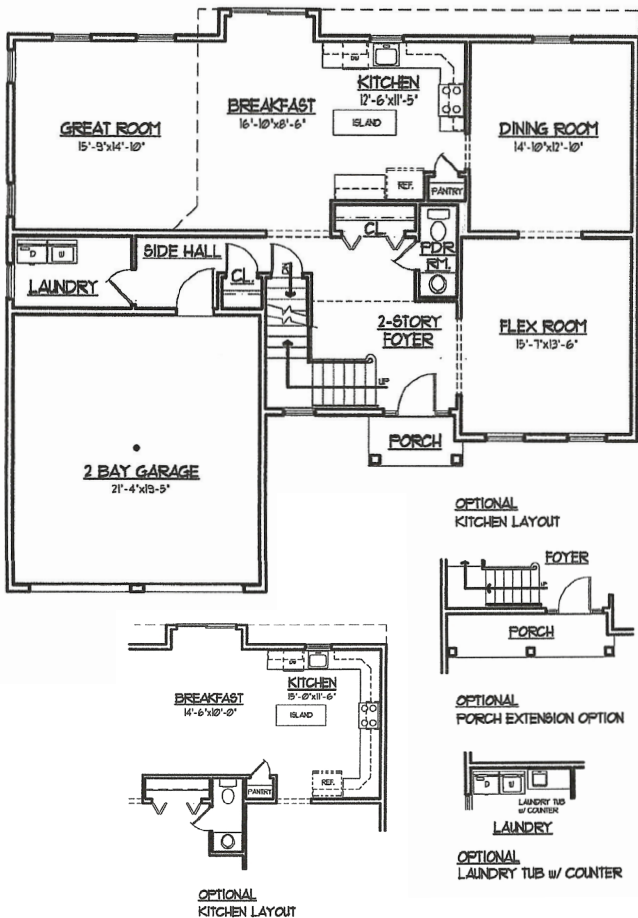 GREAT ROOM
15'-9"x14'-10"
BREAKFAST
16'-10"x8'-6"
DW
KITCHEN
12'-6"x11'-5"
ISLAND
REF.
PANTRY
DINING ROOM
14'-10"x12'-10"
D W
LAUNDRY
SIDE HALL
CL.
DN
CL.
PDR
RM.
2-STORY
FOYER
UP
FLEX ROOM
15'-7"x13'-6"
PORCH
2 BAY GARAGE
21'-4"x19'-5"
OPTIONAL
KITCHEN LAYOUT
FOYER
UP
PORCH
OPTIONAL
PORCH EXTENSION OPTION
D W
LAUNDRY TUB
w/ COUNTER
LAUNDRY
OPTIONAL
LAUNDRY TUB w/ COUNTER
DW
BREAKFAST
14'-6"x10'-0"
KITCHEN
15'-0"x11'-6"
ISLAND
REF.
PANTRY
OPTIONAL
KITCHEN LAYOUT